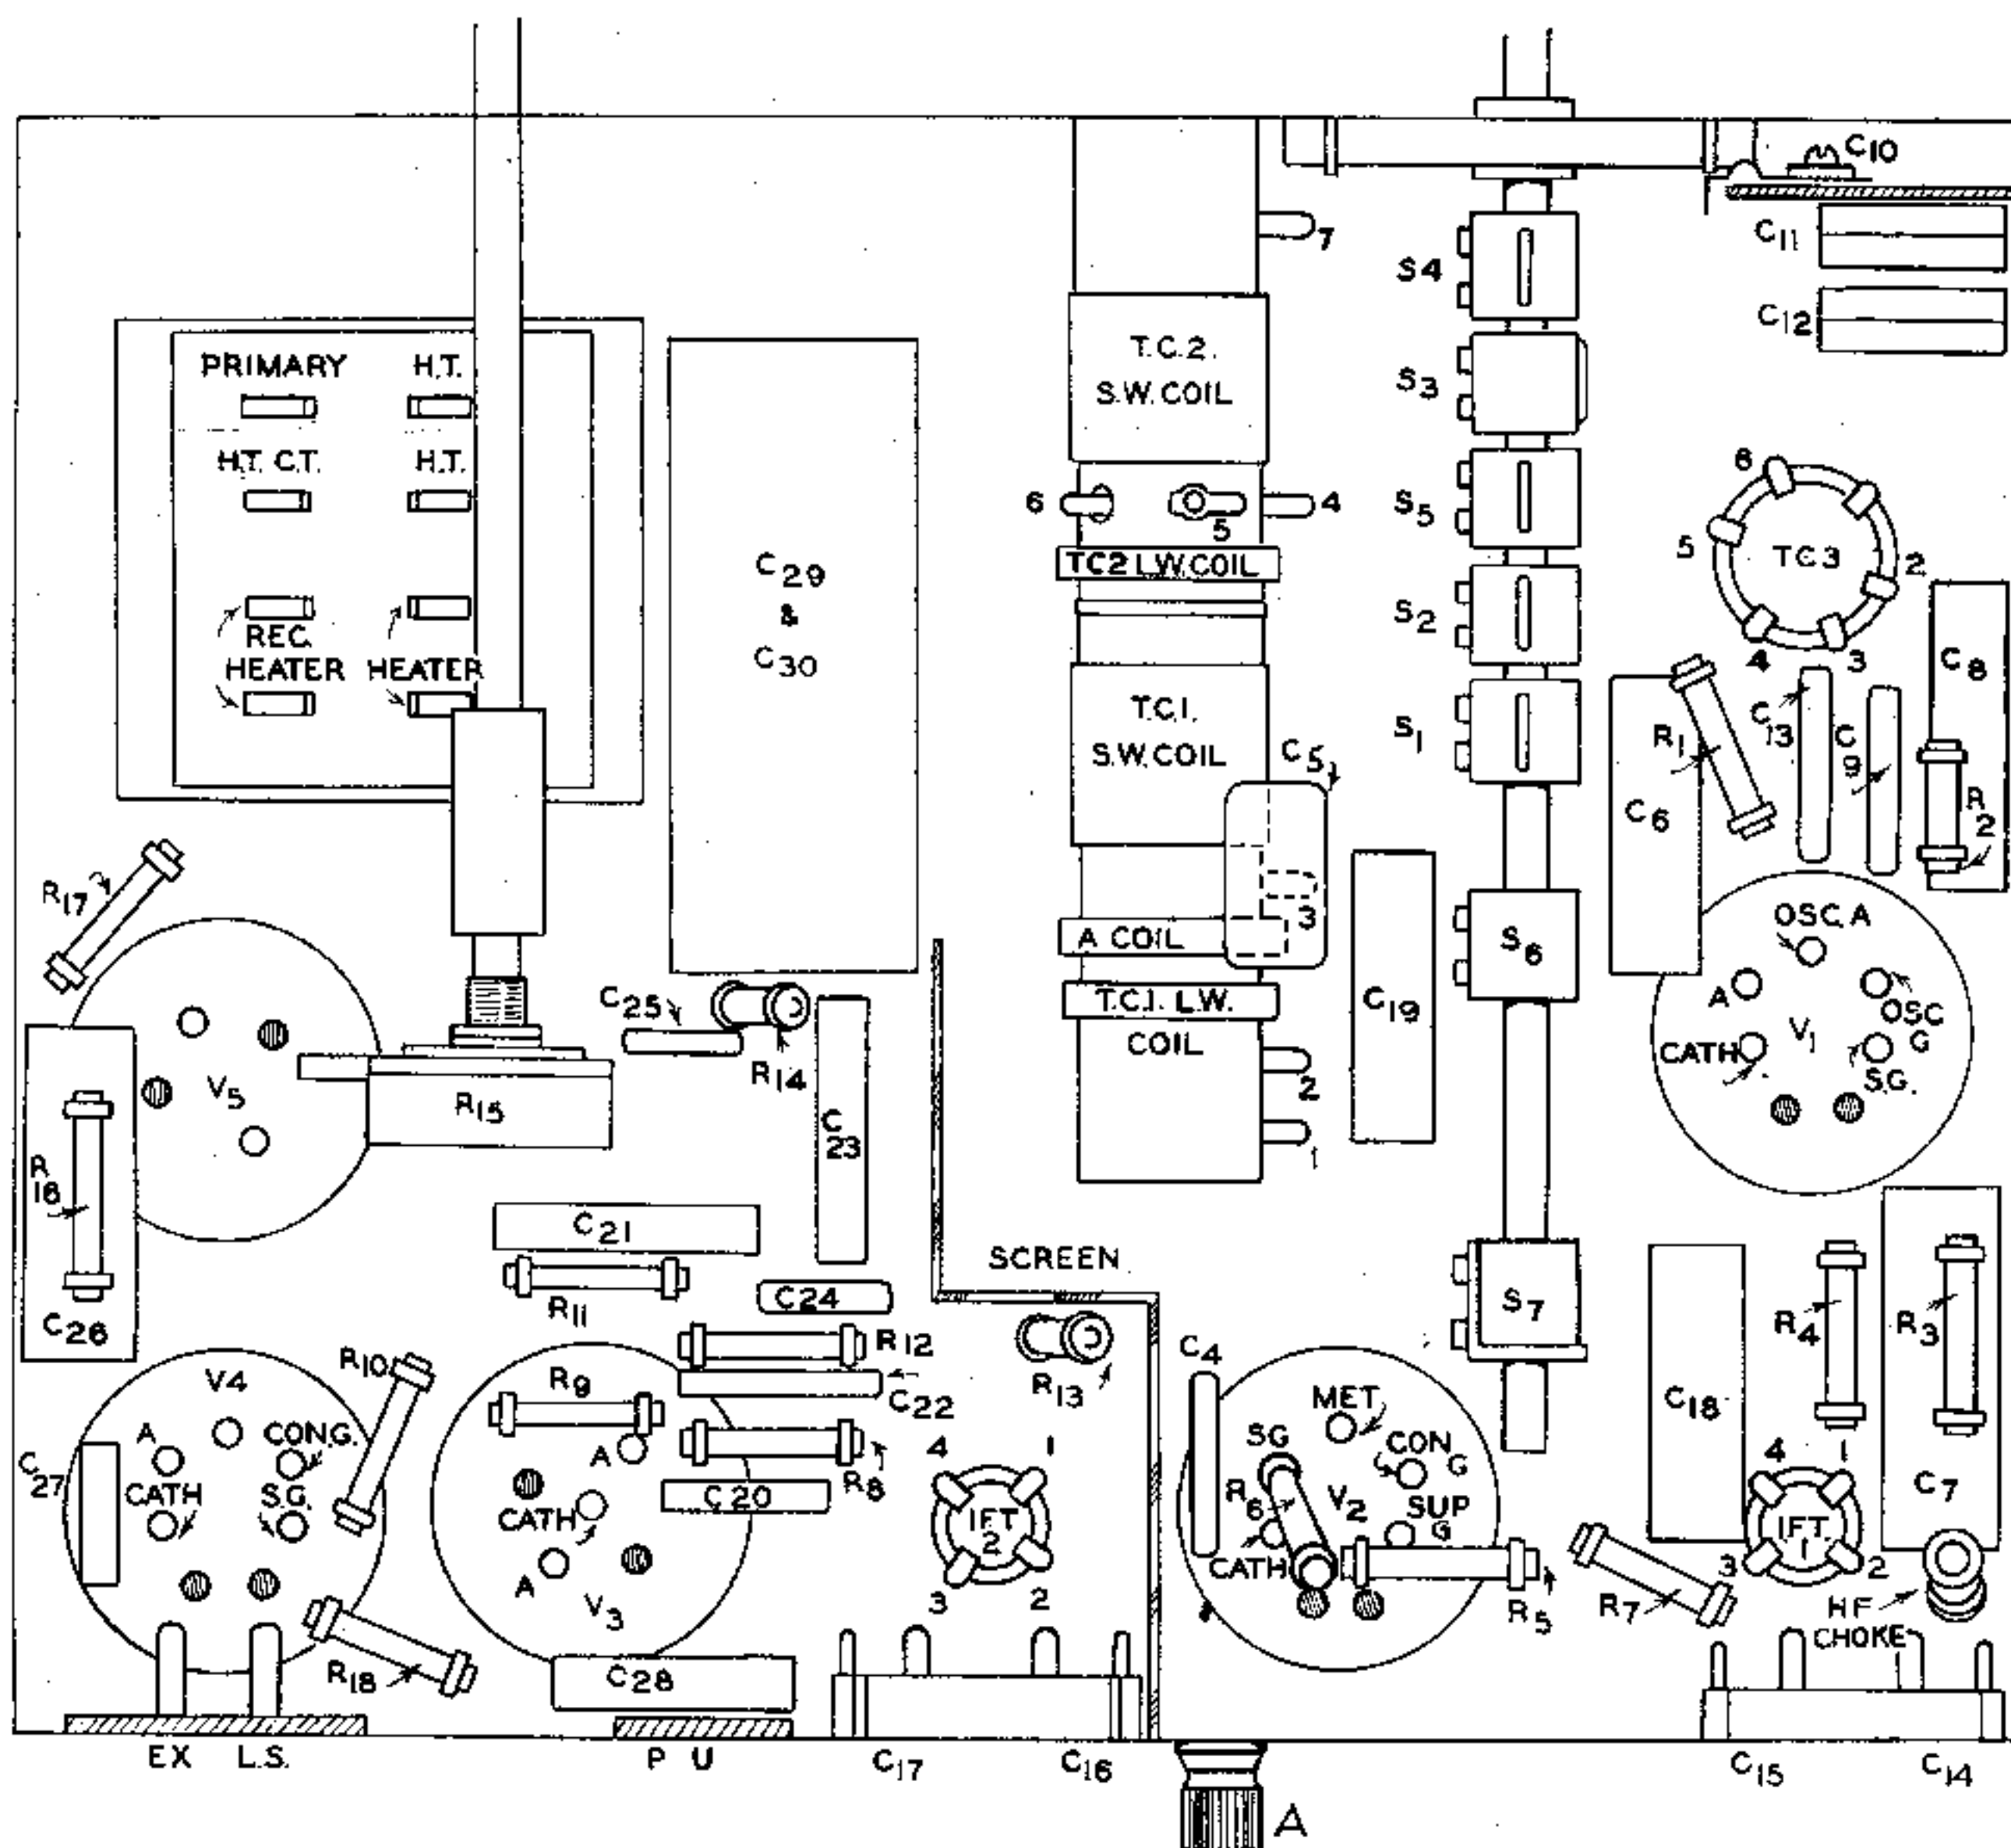 C10
C11
7
S4
C12
PRIMARY
H.T.
T.C.2.
S.W. COIL
S3
H.T. C.T.
H.T.
6
6
5
4
S5
5
TC3
2
TC2 L.W. COIL
C29
&
C30
REC.
HEATER
HEATER
S2
4
3
C8
T.C.1.
S.W. COIL
S1
C5
R1
C13
C9
R2
C6
R17
3
A COIL
S6
OSC. A
A
OSC
G
C25
T.C.1. L.W.
COIL
C19
CATH
V1
S.G.
R14
V5
R15
2
1
C23
R16
C21
SCREEN
R11
C24
S7
C26
R12
R4
R3
R10
V4
R9
C22
R13
C4
MET.
C18
A
CON.G.
A
4
1
SG
CON
G
4
1
C27
CATH
S.G.
R8
C20
R6
V2
SUP
G
C7
CATH
IFT
2
IFT.
1
CATH
A
3
2
3
2
V3
R5
R7
H F
CHOKE
R18
C28
EX L.S.
P U
C17
C16
C15
C14
A